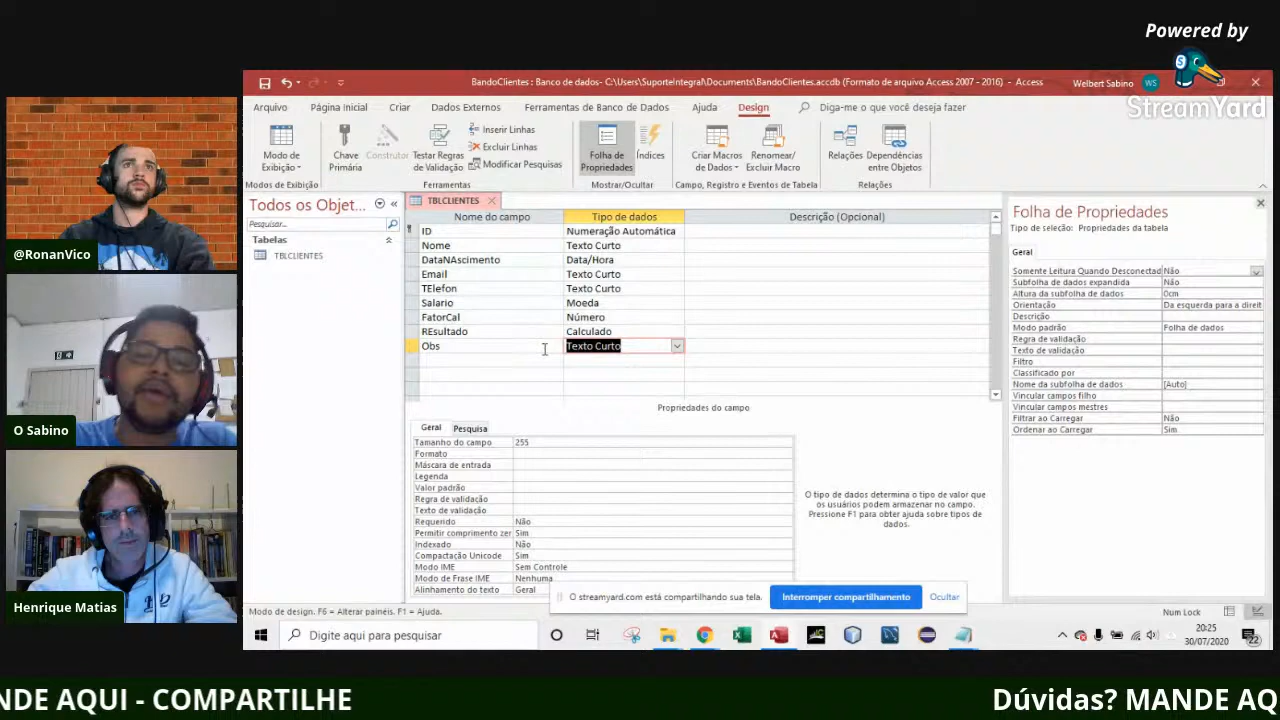 Powered by
StreamYard
BandoClientes : Banco de dados- C:\Users\SuporteIntegral\Documents\BandoClientes.accdb (Formato de arquivo Access 2007 - 2016) - Access
Welbert Sabino
WS
Arquivo Página Inicial Criar Dados Externos Ferramentas de Banco de Dados Ajuda Design Diga-me o que você deseja fazer
Modo de Exibição
Chave Primária
Construtor
Testar Regras de Validação
Inserir Linhas
Excluir Linhas
Modificar Pesquisas
Folha de Propriedades
Índices
Criar Macros de Dados
Renomear/ Excluir Macro
Relações
Dependências entre Objetos
Modos de Exibição
Ferramentas
Mostrar/Ocultar
Campo, Registro e Eventos de Tabela
Relações
Todos os Objet...
Pesquisar...
Tabelas
TBLCLIENTES
TBLCLIENTES
Nome do campo Tipo de dados Descrição (Opcional)
ID Numeração Automática
Nome Texto Curto
DataNAscimento Data/Hora
Email Texto Curto
TElefon Texto Curto
Salario Moeda
FatorCal Número
REsultado Calculado
Obs Texto Curto
Propriedades do campo
Geral Pesquisa
Tamanho do campo 255
Formato
Máscara de entrada
Legenda
Valor padrão
Regra de validação
Texto de validação
Requerido Não
Permitir comprimento zer Sim
Indexado Não
Compactação Unicode Sim
Modo IME Sem Controle
Modo de Frase IME Nenhuma
Alinhamento do texto Geral
O tipo de dados determina o tipo de valor que
os usuários podem armazenar no campo.
Pressione F1 para obter ajuda sobre tipos de
dados.
Folha de Propriedades
Tipo de seleção: Propriedades da tabela
Geral
Somente Leitura Quando Desconectad Não
Subfolha de dados expandida Não
Altura da subfolha de dados 0cm
Orientação Da esquerda para a direit
Descrição
Modo padrão Folha de dados
Regra de validação
Texto de validação
Filtro
Classificado por
Nome da subfolha de dados [Auto]
Vincular campos filho
Vincular campos mestres
Filtrar ao Carregar Não
Ordenar ao Carregar Sim
O streamyard.com está compartilhando sua tela.
Interromper compartilhamento
Ocultar
Modo de design. F6 = Alterar painéis. F1 = Ajuda.
Num Lock
Digite aqui para pesquisar
20:25
30/07/2020
22
@RonanVico
O Sabino
Henrique Matias
NDE AQUI - COMPARTILHE
Dúvidas? MANDE AQ